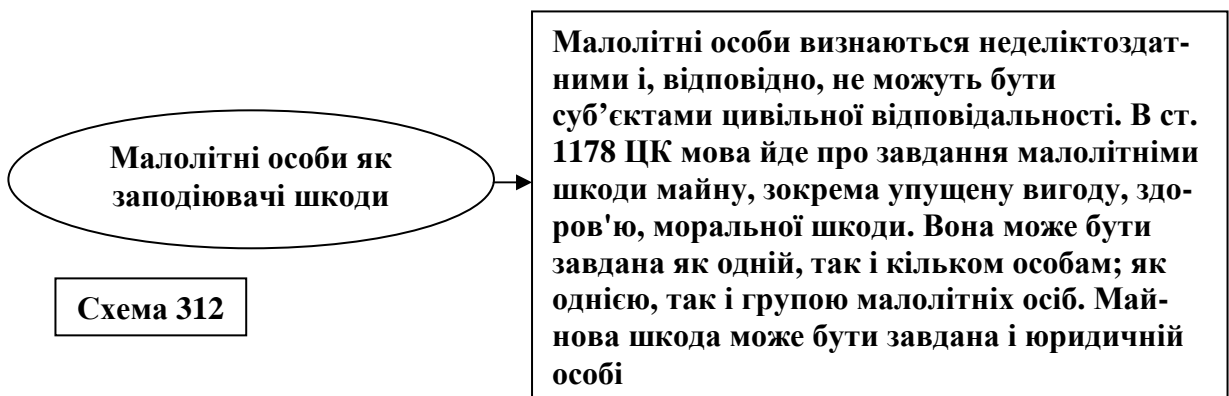 Малолітні особи як
заподіювачі шкоди
Схема 312
Малолітні особи визнаються неделіктоздат-
ними і, відповідно, не можуть бути
суб’єктами цивільної відповідальності. В ст.
1178 ЦК мова йде про завдання малолітніми
шкоди майну, зокрема упущену вигоду, здо-
ров'ю, моральної шкоди. Вона може бути
завдана як одній, так і кільком особам; як
однією, так і групою малолітніх осіб. Май-
нова шкода може бути завдана і юридичній
особі